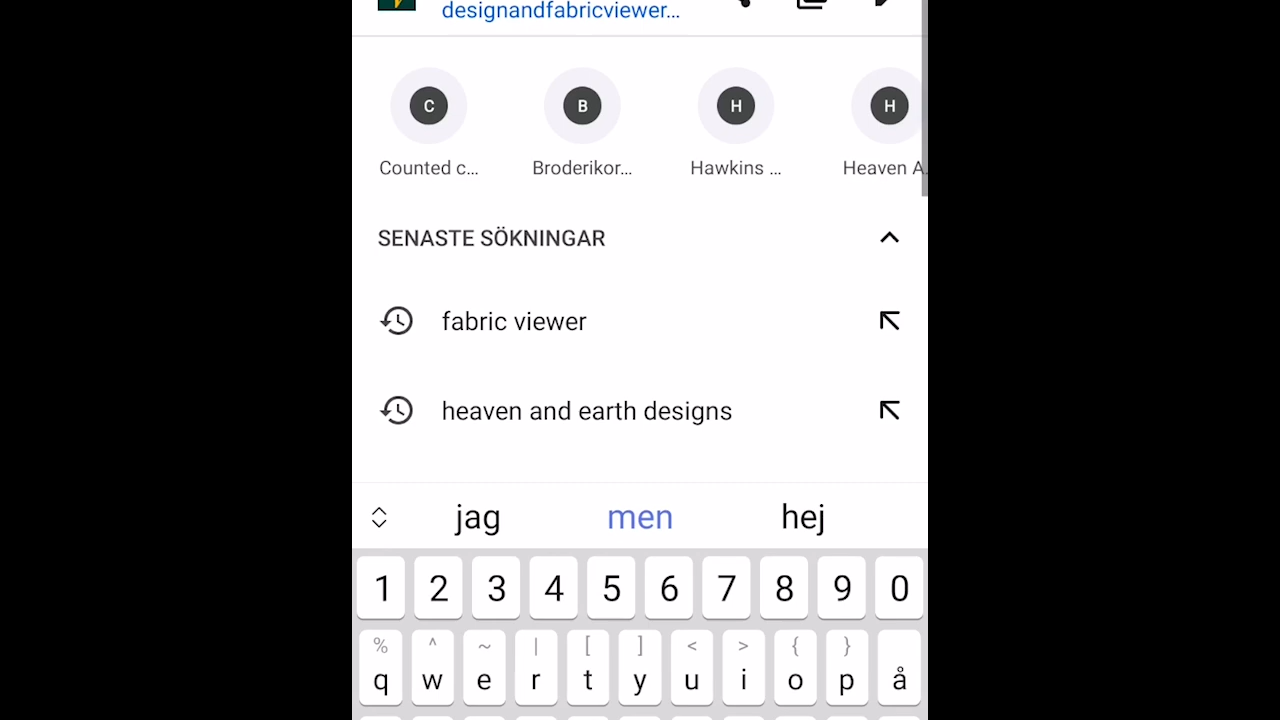 designandfabricviewer...
C B H H
Counted c... Broderikor... Hawkins ... Heaven A.
SENASTE SÖKNINGAR
fabric viewer
heaven and earth designs
jag men hej
1 2 3 4 5 6 7 8 9 0
% ^ ~ | [ ] < > { }
q w e r t y u i o p å